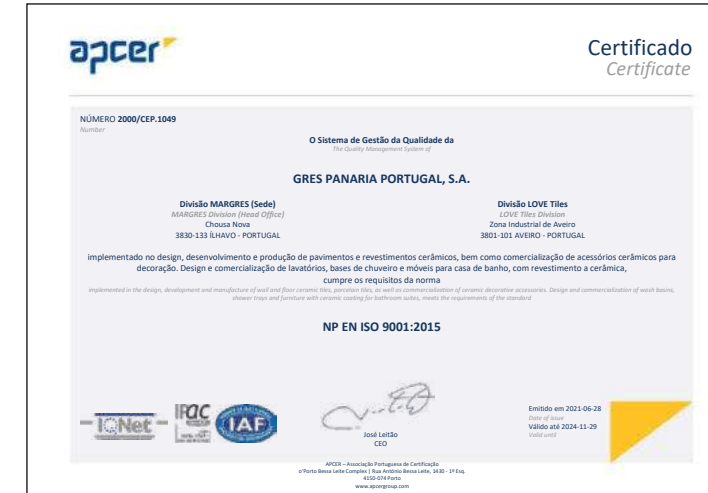 apcer
Certificado
Certificate
NÚMERO 2000/CEP.1049
Number
O Sistema de Gestão da Qualidade da
The Quality Management System of
GRES PANARIA PORTUGAL, S.A.
Divisão MARGRES (Sede)
MARGRES Division (Head Office)
Chousa Nova
3830-133 ÍLHAVO - PORTUGAL
Divisão LOVE Tiles
LOVE Tiles Division
Zona Industrial de Aveiro
3801-101 AVEIRO - PORTUGAL
implementado no design, desenvolvimento e produção de pavimentos e revestimentos cerâmicos, bem como comercialização de acessórios cerâmicos para
decoração. Design e comercialização de lavatórios, bases de chuveiro e móveis para casa de banho, com revestimento a cerâmica,
cumpre os requisitos da norma
implemented in the design, development and manufacture of wall and floor ceramic tiles, porcelain tiles, as well as commercialization of ceramic decorative accessories. Design and commercialization of wash basins,
shower trays and furniture with ceramic coating for bathroom suites, meets the requirements of the standard
NP EN ISO 9001:2015
IQNet
IPAC
IAF
José Leitão
CEO
Emitido em 2021-06-28
Date of issue
Válido até 2024-11-29
Valid until
APCER – Associação Portuguesa de Certificação
o'Porto Bessa Leite Complex | Rua António Bessa Leite, 1430 - 1º Esq.
4150-074 Porto
www.apcergroup.com